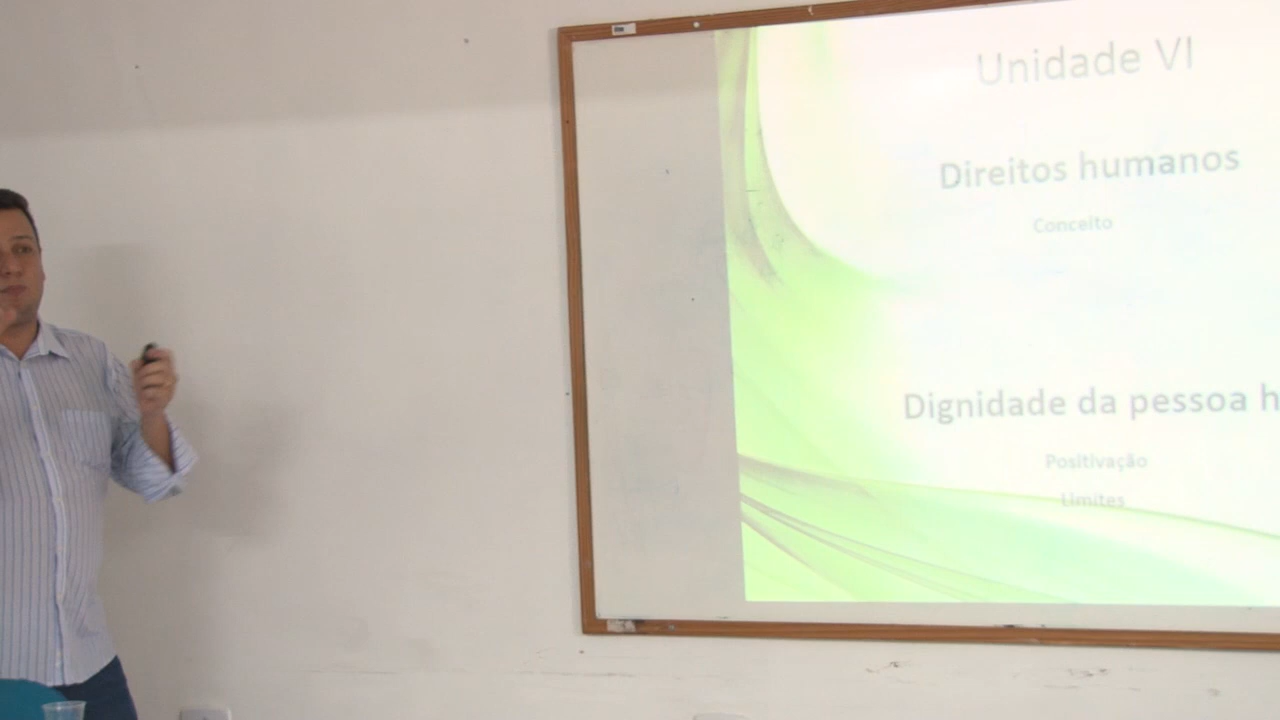 Unidade VI
Direitos humanos
Conceito
Dignidade da pessoa h
Positivação
Limites